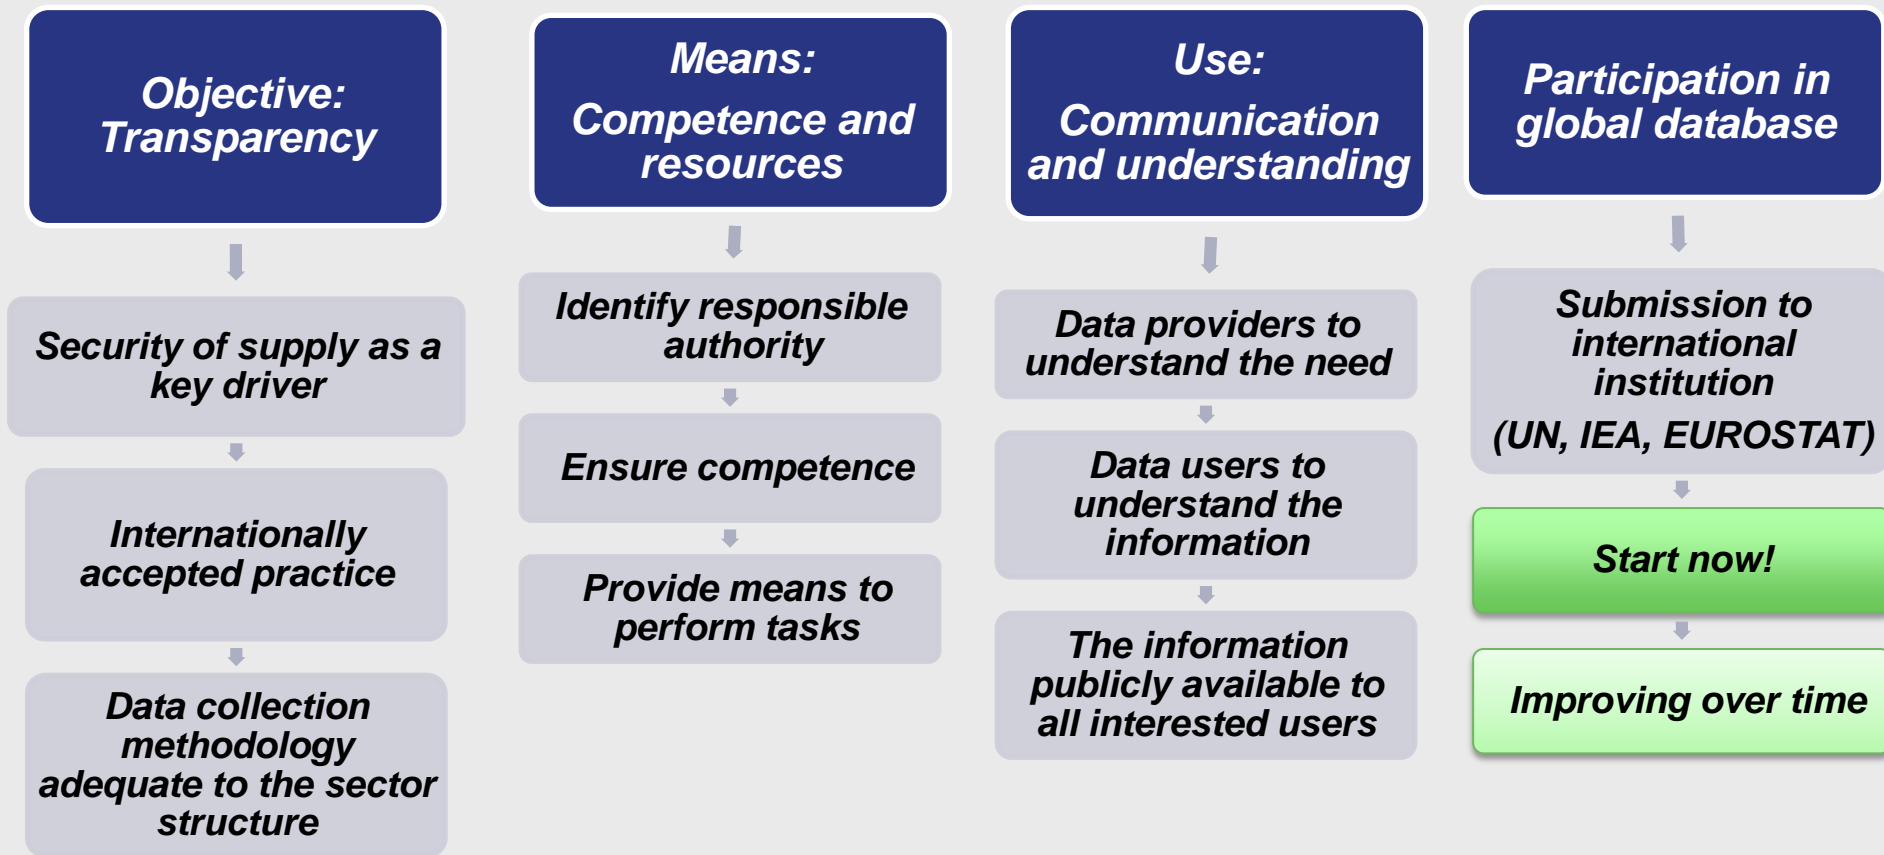 Objective:
Transparency
Security of supply as a
key driver
Internationally
accepted practice
Data collection
methodology
adequate to the sector
structure
Means:
Competence and
resources
Identify responsible
authority
Ensure competence
Provide means to
perform tasks
Use:
Communication
and understanding
Data providers to
understand the need
Data users to
understand the
information
The information
publicly available to
all interested users
Participation in
global database
Submission to
international
institution
(UN, IEA, EUROSTAT)
Start now!
Improving over time